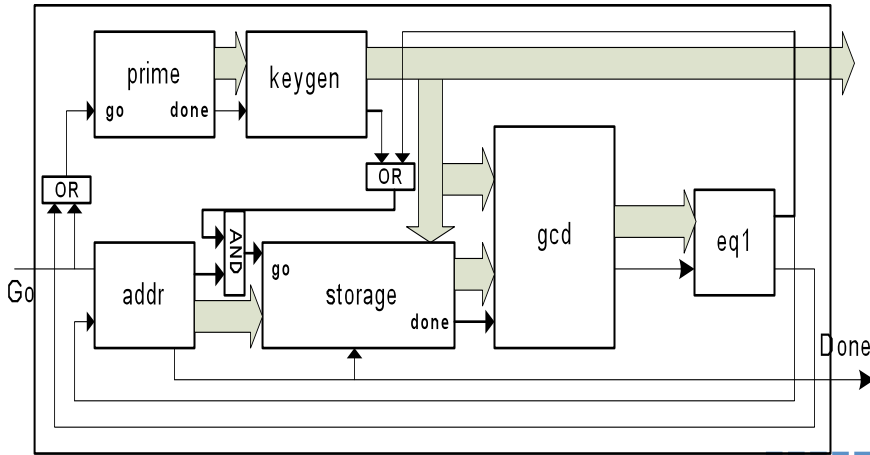 prime
keygen
go
done
OR
OR
AND
Go
addr
go
storage
done
gcd
eq1
Done